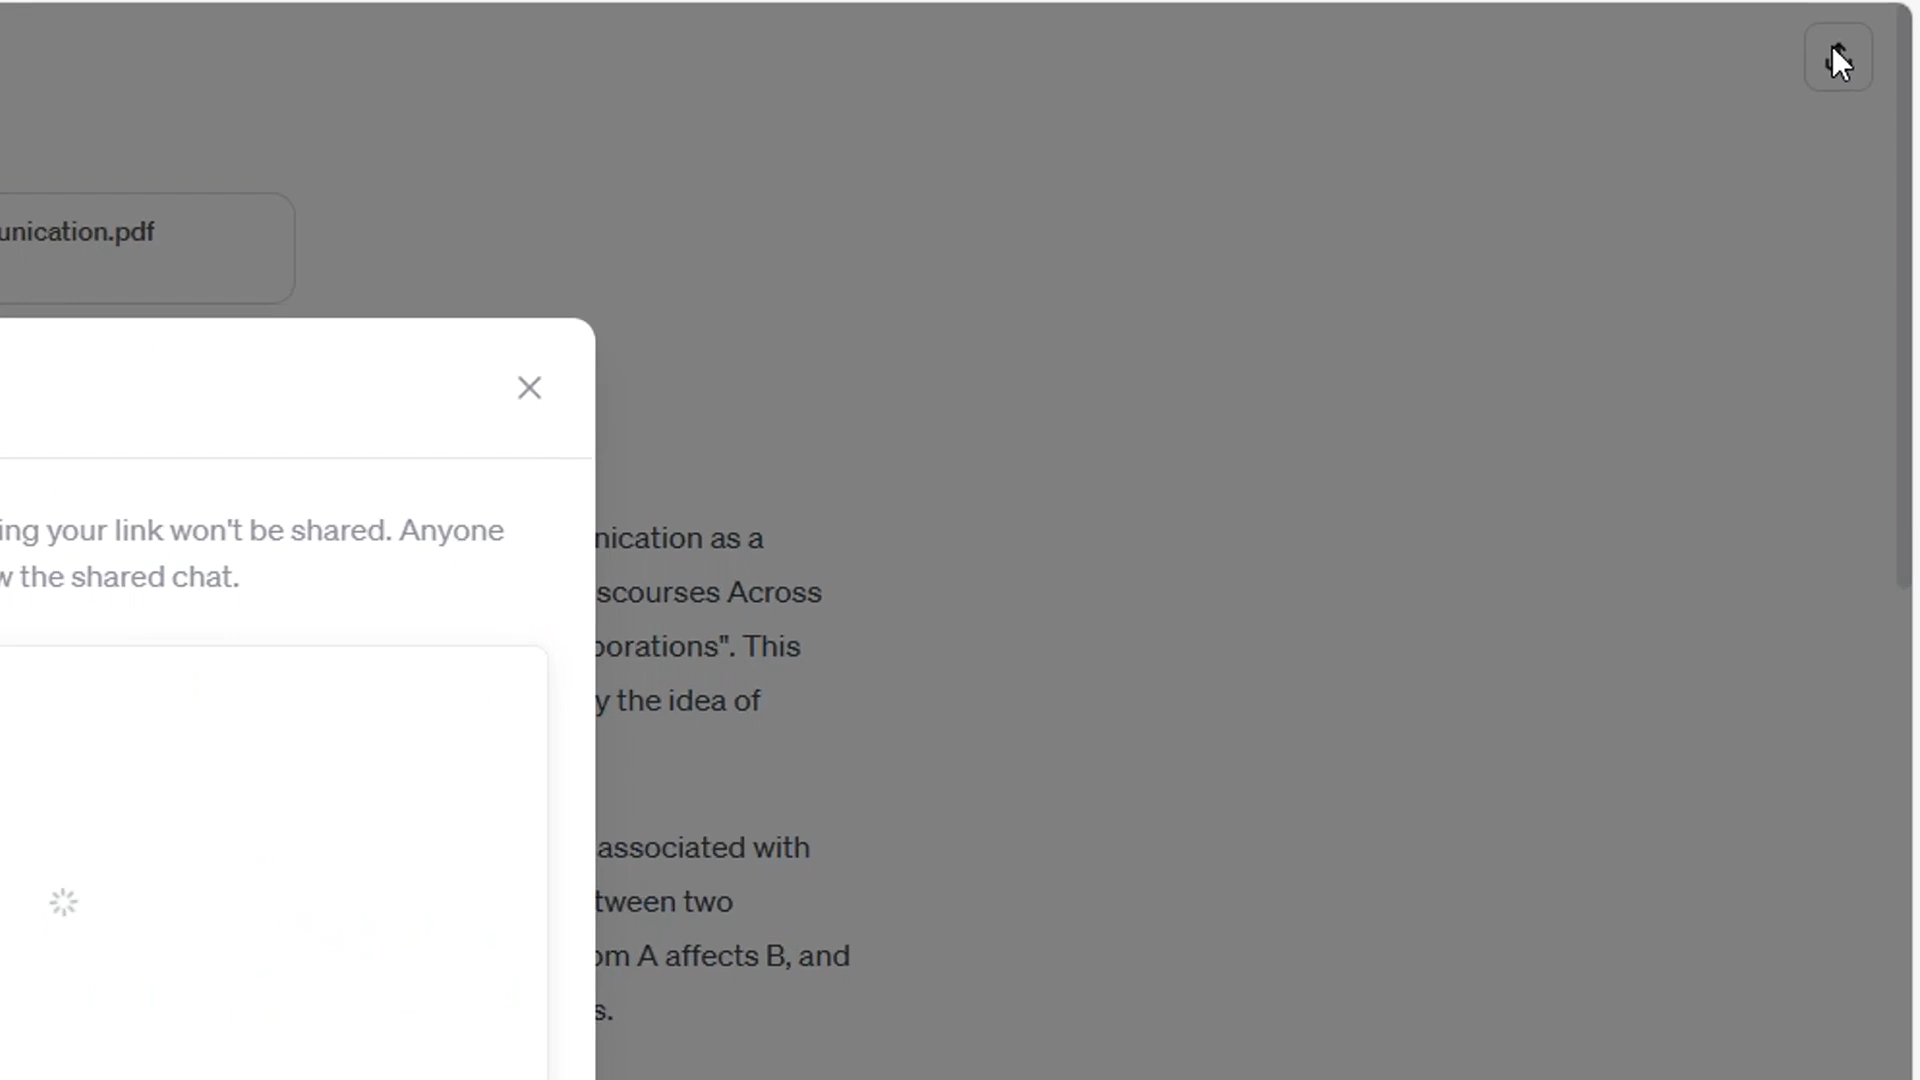 unication.pdf
ing your link won't be shared. Anyone
w the shared chat.
nication as a
scourses Across
porations". This
y the idea of
associated with
tween two
om A affects B, and
s.